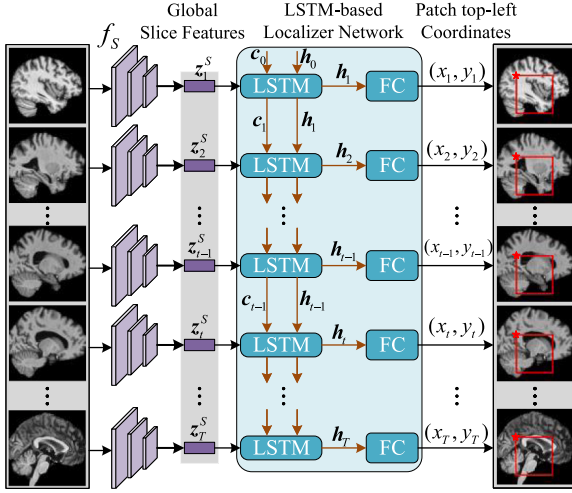 f_S Global Slice Features LSTM-based Localizer Network Patch top-left Coordinates
c_0 h_0
z_1^S LSTM h_1 FC (x_1, y_1)
c_1 h_1
z_2^S LSTM h_2 FC (x_2, y_2)
z_{t-1}^S LSTM h_{t-1} FC (x_{t-1}, y_{t-1})
c_{t-1} h_{t-1}
z_t^S LSTM h_t FC (x_t, y_t)
z_T^S LSTM h_T FC (x_T, y_T)